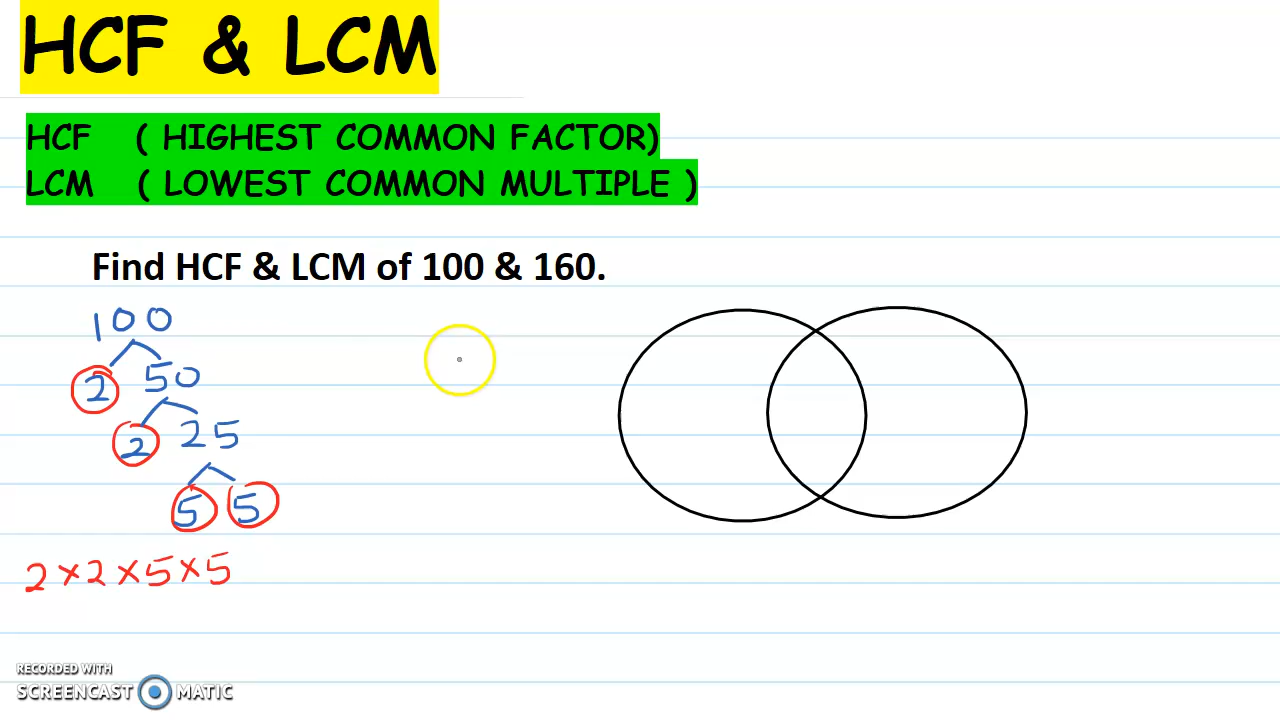 HCF & LCM
HCF ( HIGHEST COMMON FACTOR)
LCM ( LOWEST COMMON MULTIPLE )
Find HCF & LCM of 100 & 160.
100
2 50
2 25
5 5
2 × 2 × 5 × 5
RECORDED WITH
SCREENCAST MATIC